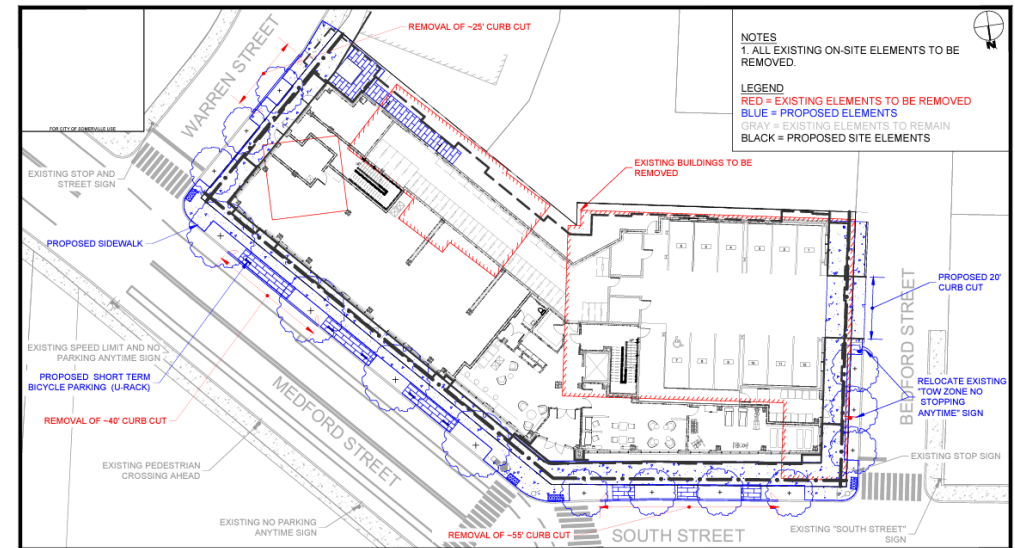 REMOVAL OF ~25' CURB CUT
WARREN STREET
NOTES
1. ALL EXISTING ON-SITE ELEMENTS TO BE
REMOVED.
LEGEND
RED = EXISTING ELEMENTS TO BE REMOVED
BLUE = PROPOSED ELEMENTS
GRAY = EXISTING ELEMENTS TO REMAIN
BLACK = PROPOSED SITE ELEMENTS
N
FOR CITY OF SOMERVILLE USE
EXISTING STOP AND
STREET SIGN
EXISTING BUILDINGS TO BE
REMOVED
PROPOSED SIDEWALK
PROPOSED 20'
CURB CUT
BEDFORD STREET
EXISTING SPEED LIMIT AND NO
PARKING ANYTIME SIGN
PROPOSED SHORT TERM
BICYCLE PARKING (U-RACK)
MEDFORD STREET
RELOCATE EXISTING
"TOW ZONE NO
STOPPING
ANYTIME" SIGN
REMOVAL OF ~40' CURB CUT
EXISTING PEDESTRIAN
CROSSING AHEAD
EXISTING STOP SIGN
EXISTING NO PARKING
ANYTIME SIGN
REMOVAL OF ~55' CURB CUT
SOUTH STREET
EXISTING "SOUTH STREET"
SIGN